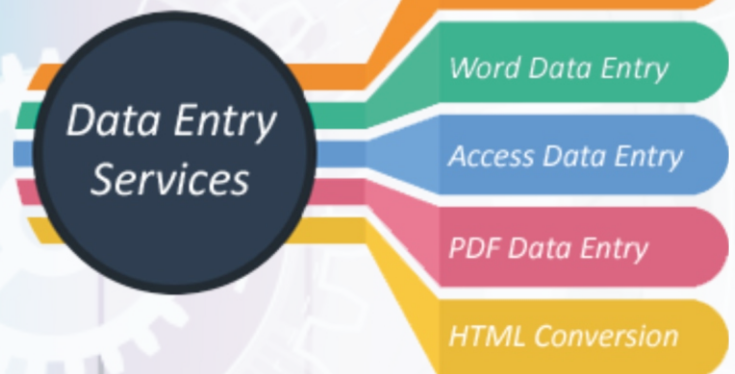 Data Entry
Services
Word Data Entry
Access Data Entry
PDF Data Entry
HTML Conversion